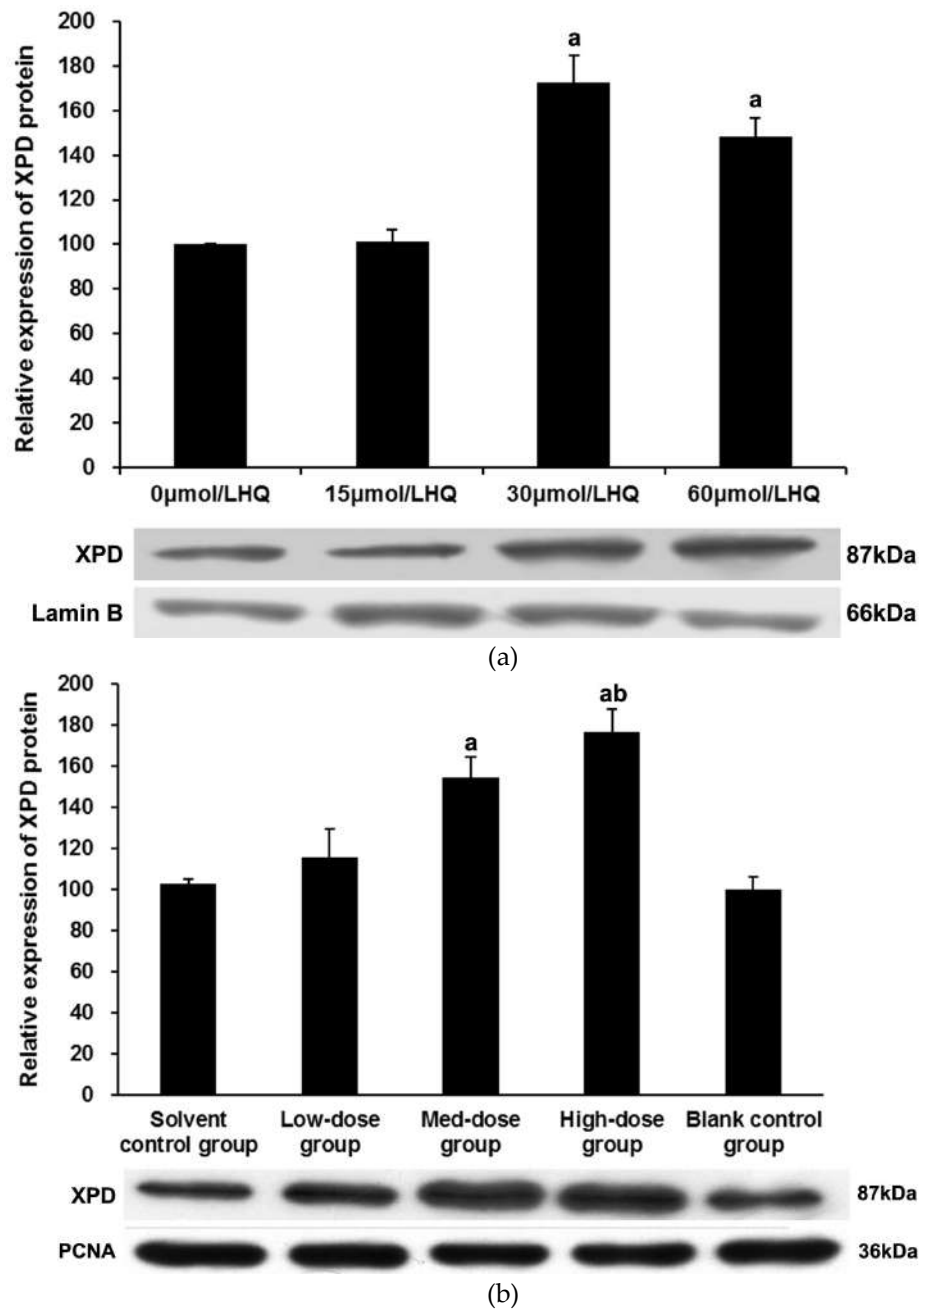 Relative expression of XPD protein
200
180
160
140
120
100
80
60
40
20
0
a
a
0µmol/LHQ 15µmol/LHQ 30µmol/LHQ 60µmol/LHQ
XPD 87kDa
Lamin B 66kDa
(a)
Relative expression of XPD protein
200
180
160
140
120
100
80
60
40
20
0
a
ab
Solvent control group
Low-dose group
Med-dose group
High-dose group
Blank control group
XPD 87kDa
PCNA 36kDa
(b)